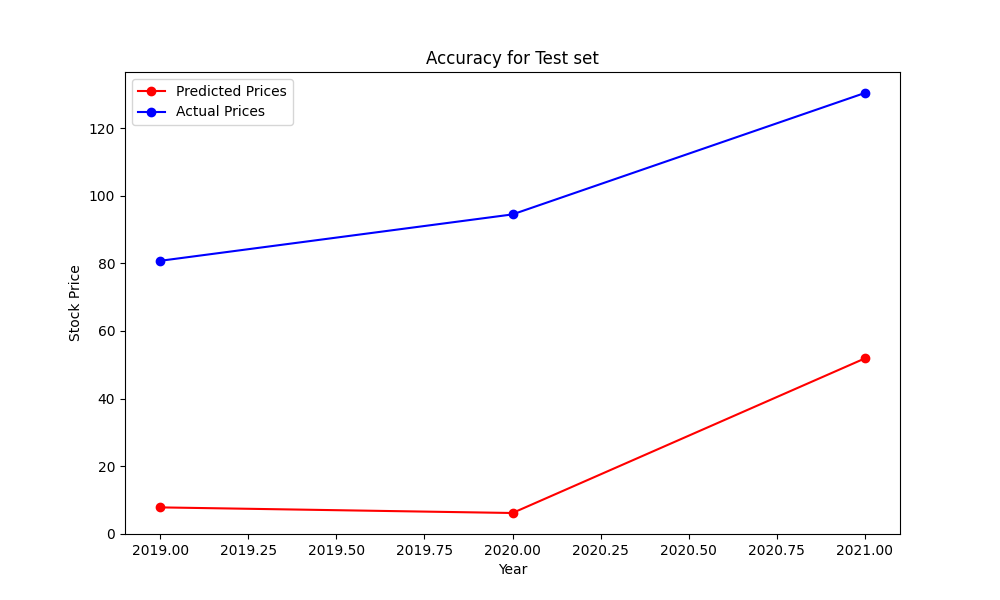 Accuracy for Test set
Predicted Prices
Actual Prices
Stock Price
120
100
80
60
40
20
0
2019.00 2019.25 2019.50 2019.75 2020.00 2020.25 2020.50 2020.75 2021.00
Year